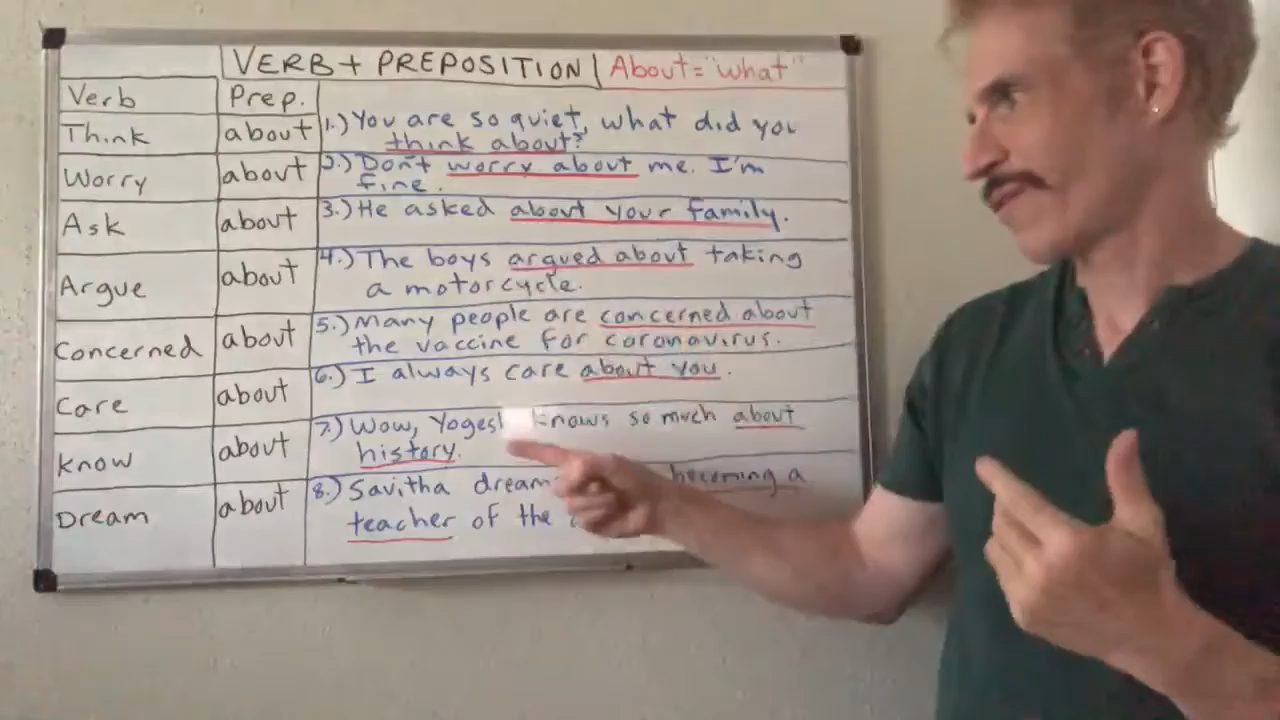 VERB + PREPOSITION | About = "what"
Verb Prep.
Think about 1.) You are so quiet, what did you
think about?
Worry about 2.) Don't worry about me. I'm
fine.
Ask about 3.) He asked about your family.
Argue about 4.) The boys argued about taking
a motorcycle.
Concerned about 5.) Many people are concerned about
the vaccine for coronavirus.
Care about 6.) I always care about you.
Know about 7.) Wow, Yogesh knows so much about
history.
Dream about 8.) Savitha becoming a
teacher of the